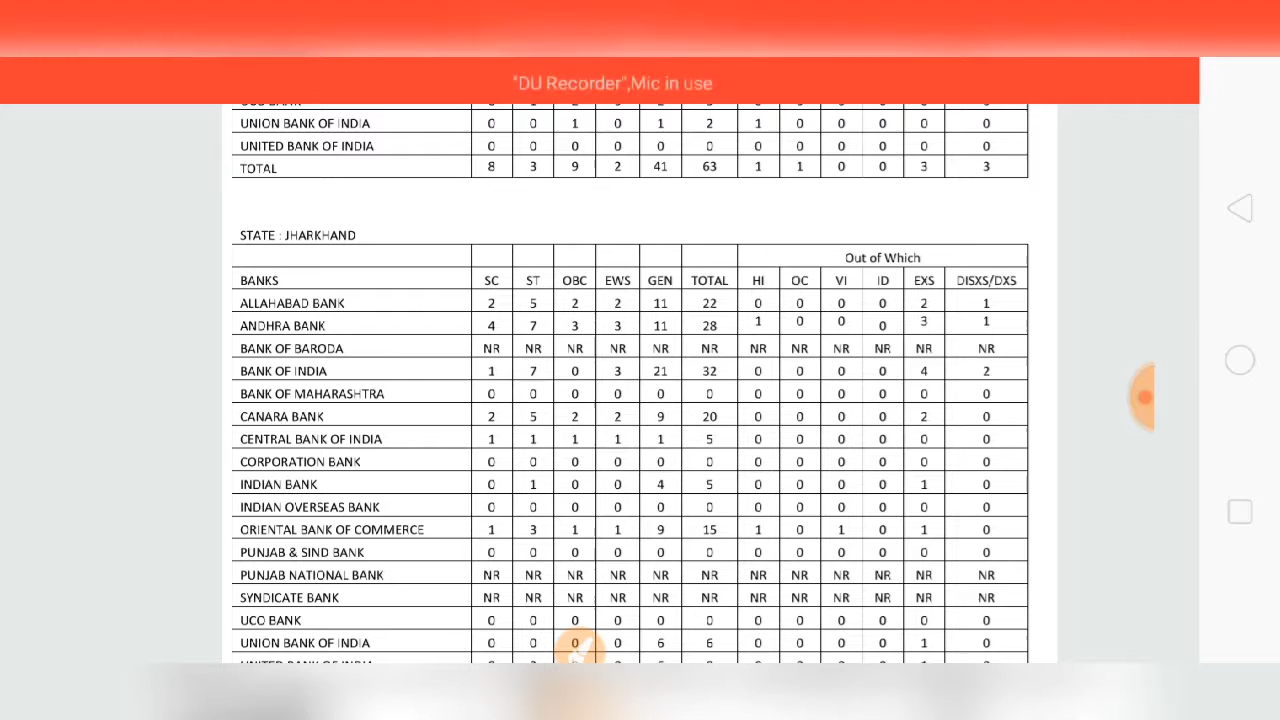 "DU Recorder",Mic in use
UNION BANK OF INDIA 0 0 1 0 1 2 1 0 0 0 0 0
UNITED BANK OF INDIA 0 0 0 0 0 0 0 0 0 0 0 0
TOTAL 8 3 9 2 41 63 1 1 0 0 3 3
STATE : JHARKHAND
Out of Which
BANKS SC ST OBC EWS GEN TOTAL HI OC VI ID EXS DISXS/DXS
ALLAHABAD BANK 2 5 2 2 11 22 0 0 0 0 2 1
ANDHRA BANK 4 7 3 3 11 28 1 0 0 0 3 1
BANK OF BARODA NR NR NR NR NR NR NR NR NR NR NR NR
BANK OF INDIA 1 7 0 3 21 32 0 0 0 0 4 2
BANK OF MAHARASHTRA 0 0 0 0 0 0 0 0 0 0 0 0
CANARA BANK 2 5 2 2 9 20 0 0 0 0 2 0
CENTRAL BANK OF INDIA 1 1 1 1 1 5 0 0 0 0 0 0
CORPORATION BANK 0 0 0 0 0 0 0 0 0 0 0 0
INDIAN BANK 0 1 0 0 4 5 0 0 0 0 1 0
INDIAN OVERSEAS BANK 0 0 0 0 0 0 0 0 0 0 0 0
ORIENTAL BANK OF COMMERCE 1 3 1 1 9 15 1 0 1 0 1 0
PUNJAB & SIND BANK 0 0 0 0 0 0 0 0 0 0 0 0
PUNJAB NATIONAL BANK NR NR NR NR NR NR NR NR NR NR NR NR
SYNDICATE BANK NR NR NR NR NR NR NR NR NR NR NR NR
UCO BANK 0 0 0 0 0 0 0 0 0 0 0 0
UNION BANK OF INDIA 0 0 0 0 6 6 0 0 0 0 1 0